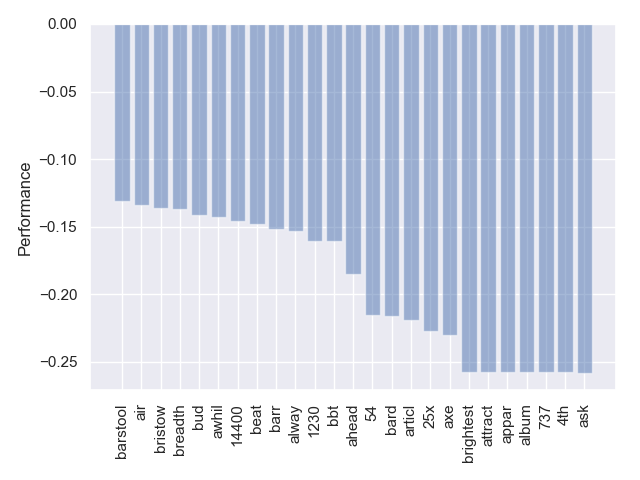 0.00
−0.05
−0.10
−0.15
−0.20
−0.25
Performance
barstool
air
bristow
breadth
bud
awhil
14400
beat
barr
alway
1230
bbt
ahead
54
bard
articl
25x
axe
brightest
attract
appar
album
737
4th
ask